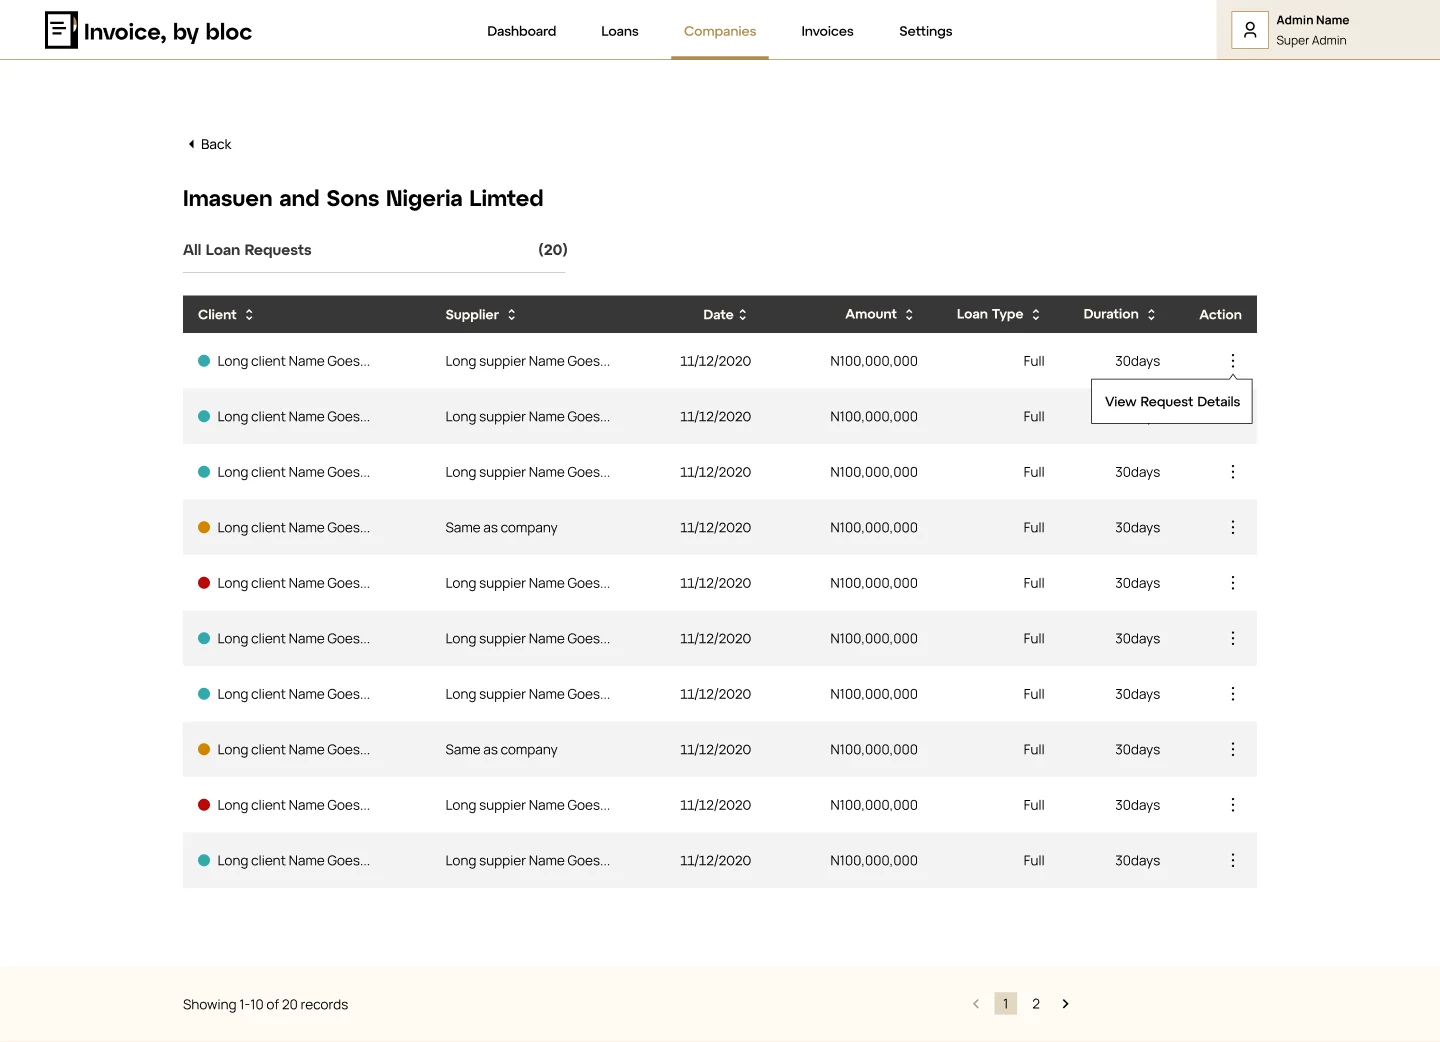 Invoice, by bloc
Dashboard Loans Companies Invoices Settings
Admin Name
Super Admin
Back
Imasuen and Sons Nigeria Limted
All Loan Requests (20)
Client Supplier Date Amount Loan Type Duration Action
Long client Name Goes... Long suppier Name Goes... 11/12/2020 N100,000,000 Full 30days
View Request Details
Long client Name Goes... Long suppier Name Goes... 11/12/2020 N100,000,000 Full
Long client Name Goes... Long suppier Name Goes... 11/12/2020 N100,000,000 Full 30days
Long client Name Goes... Same as company 11/12/2020 N100,000,000 Full 30days
Long client Name Goes... Long suppier Name Goes... 11/12/2020 N100,000,000 Full 30days
Long client Name Goes... Long suppier Name Goes... 11/12/2020 N100,000,000 Full 30days
Long client Name Goes... Long suppier Name Goes... 11/12/2020 N100,000,000 Full 30days
Long client Name Goes... Same as company 11/12/2020 N100,000,000 Full 30days
Long client Name Goes... Long suppier Name Goes... 11/12/2020 N100,000,000 Full 30days
Long client Name Goes... Long suppier Name Goes... 11/12/2020 N100,000,000 Full 30days
Showing 1-10 of 20 records 1 2